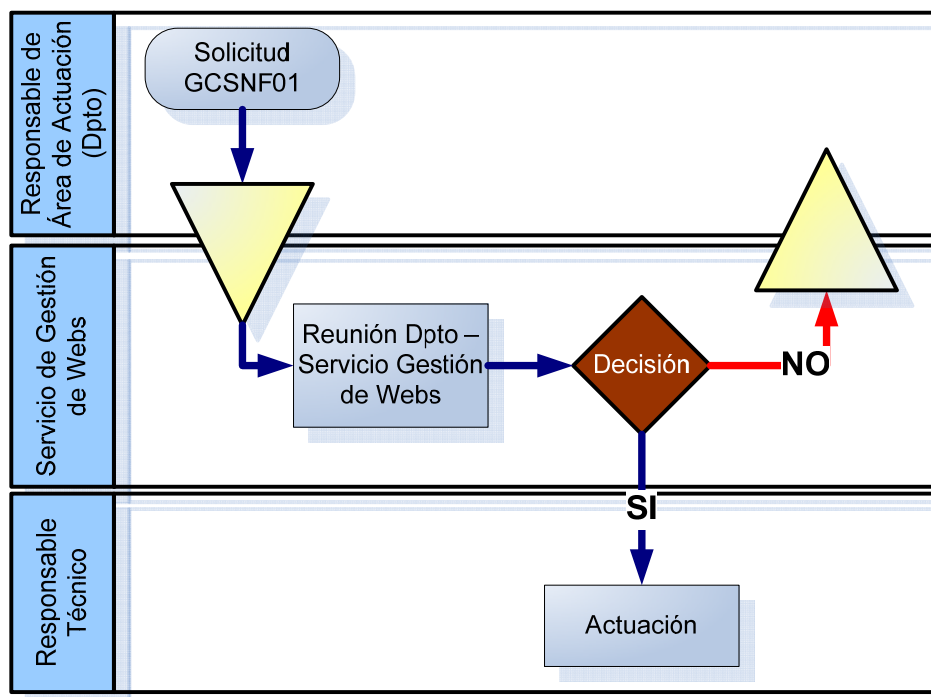 Responsable de
Área de Actuación
(Dpto)
Solicitud
GCSNF01
Servicio de Gestión
de Webs
Reunión Dpto –
Servicio Gestión
de Webs
Decisión
NO
SI
Responsable
Técnico
Actuación